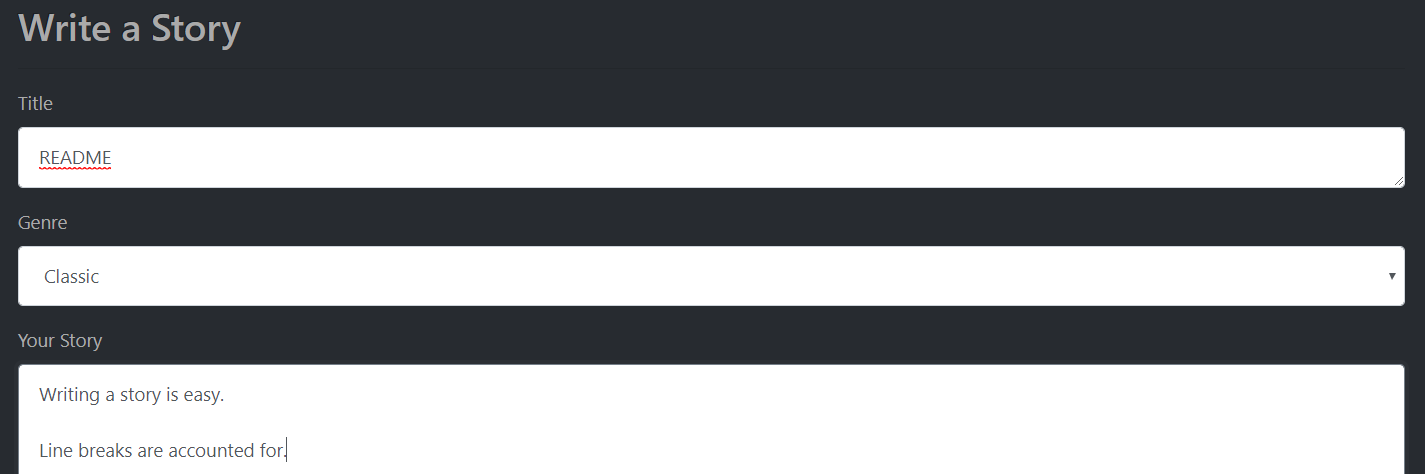 Write a Story
Title
README
Genre
Classic
Your Story
Writing a story is easy.
Line breaks are accounted for.